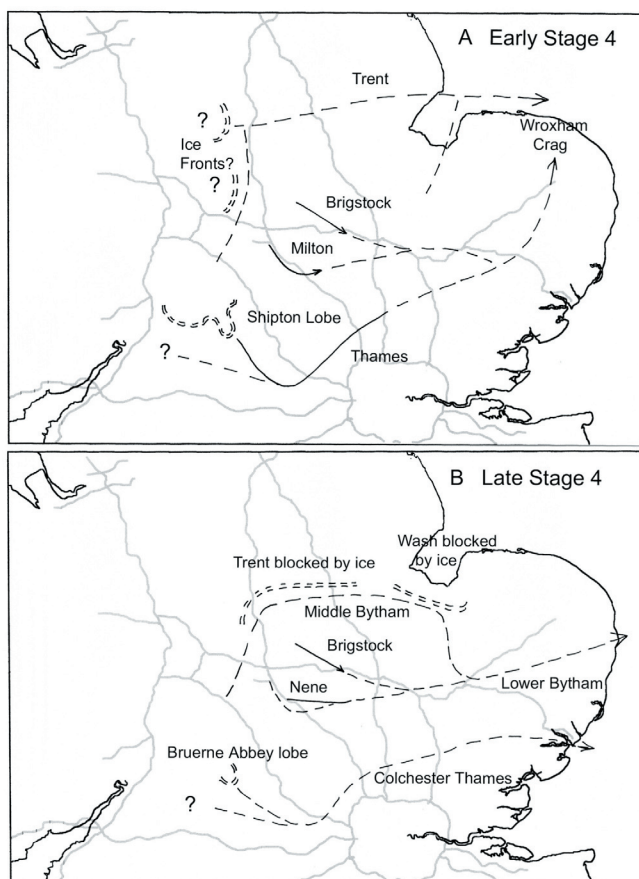 A Early Stage 4
Trent
?
Ice
Fronts?
?
Wroxham
Crag
Brigstock
Milton
Shipton Lobe
?
Thames
B Late Stage 4
Wash blocked
by ice
Trent blocked by ice
Middle Bytham
Brigstock
Nene
Lower Bytham
Bruerne Abbey lobe
Colchester Thames
?